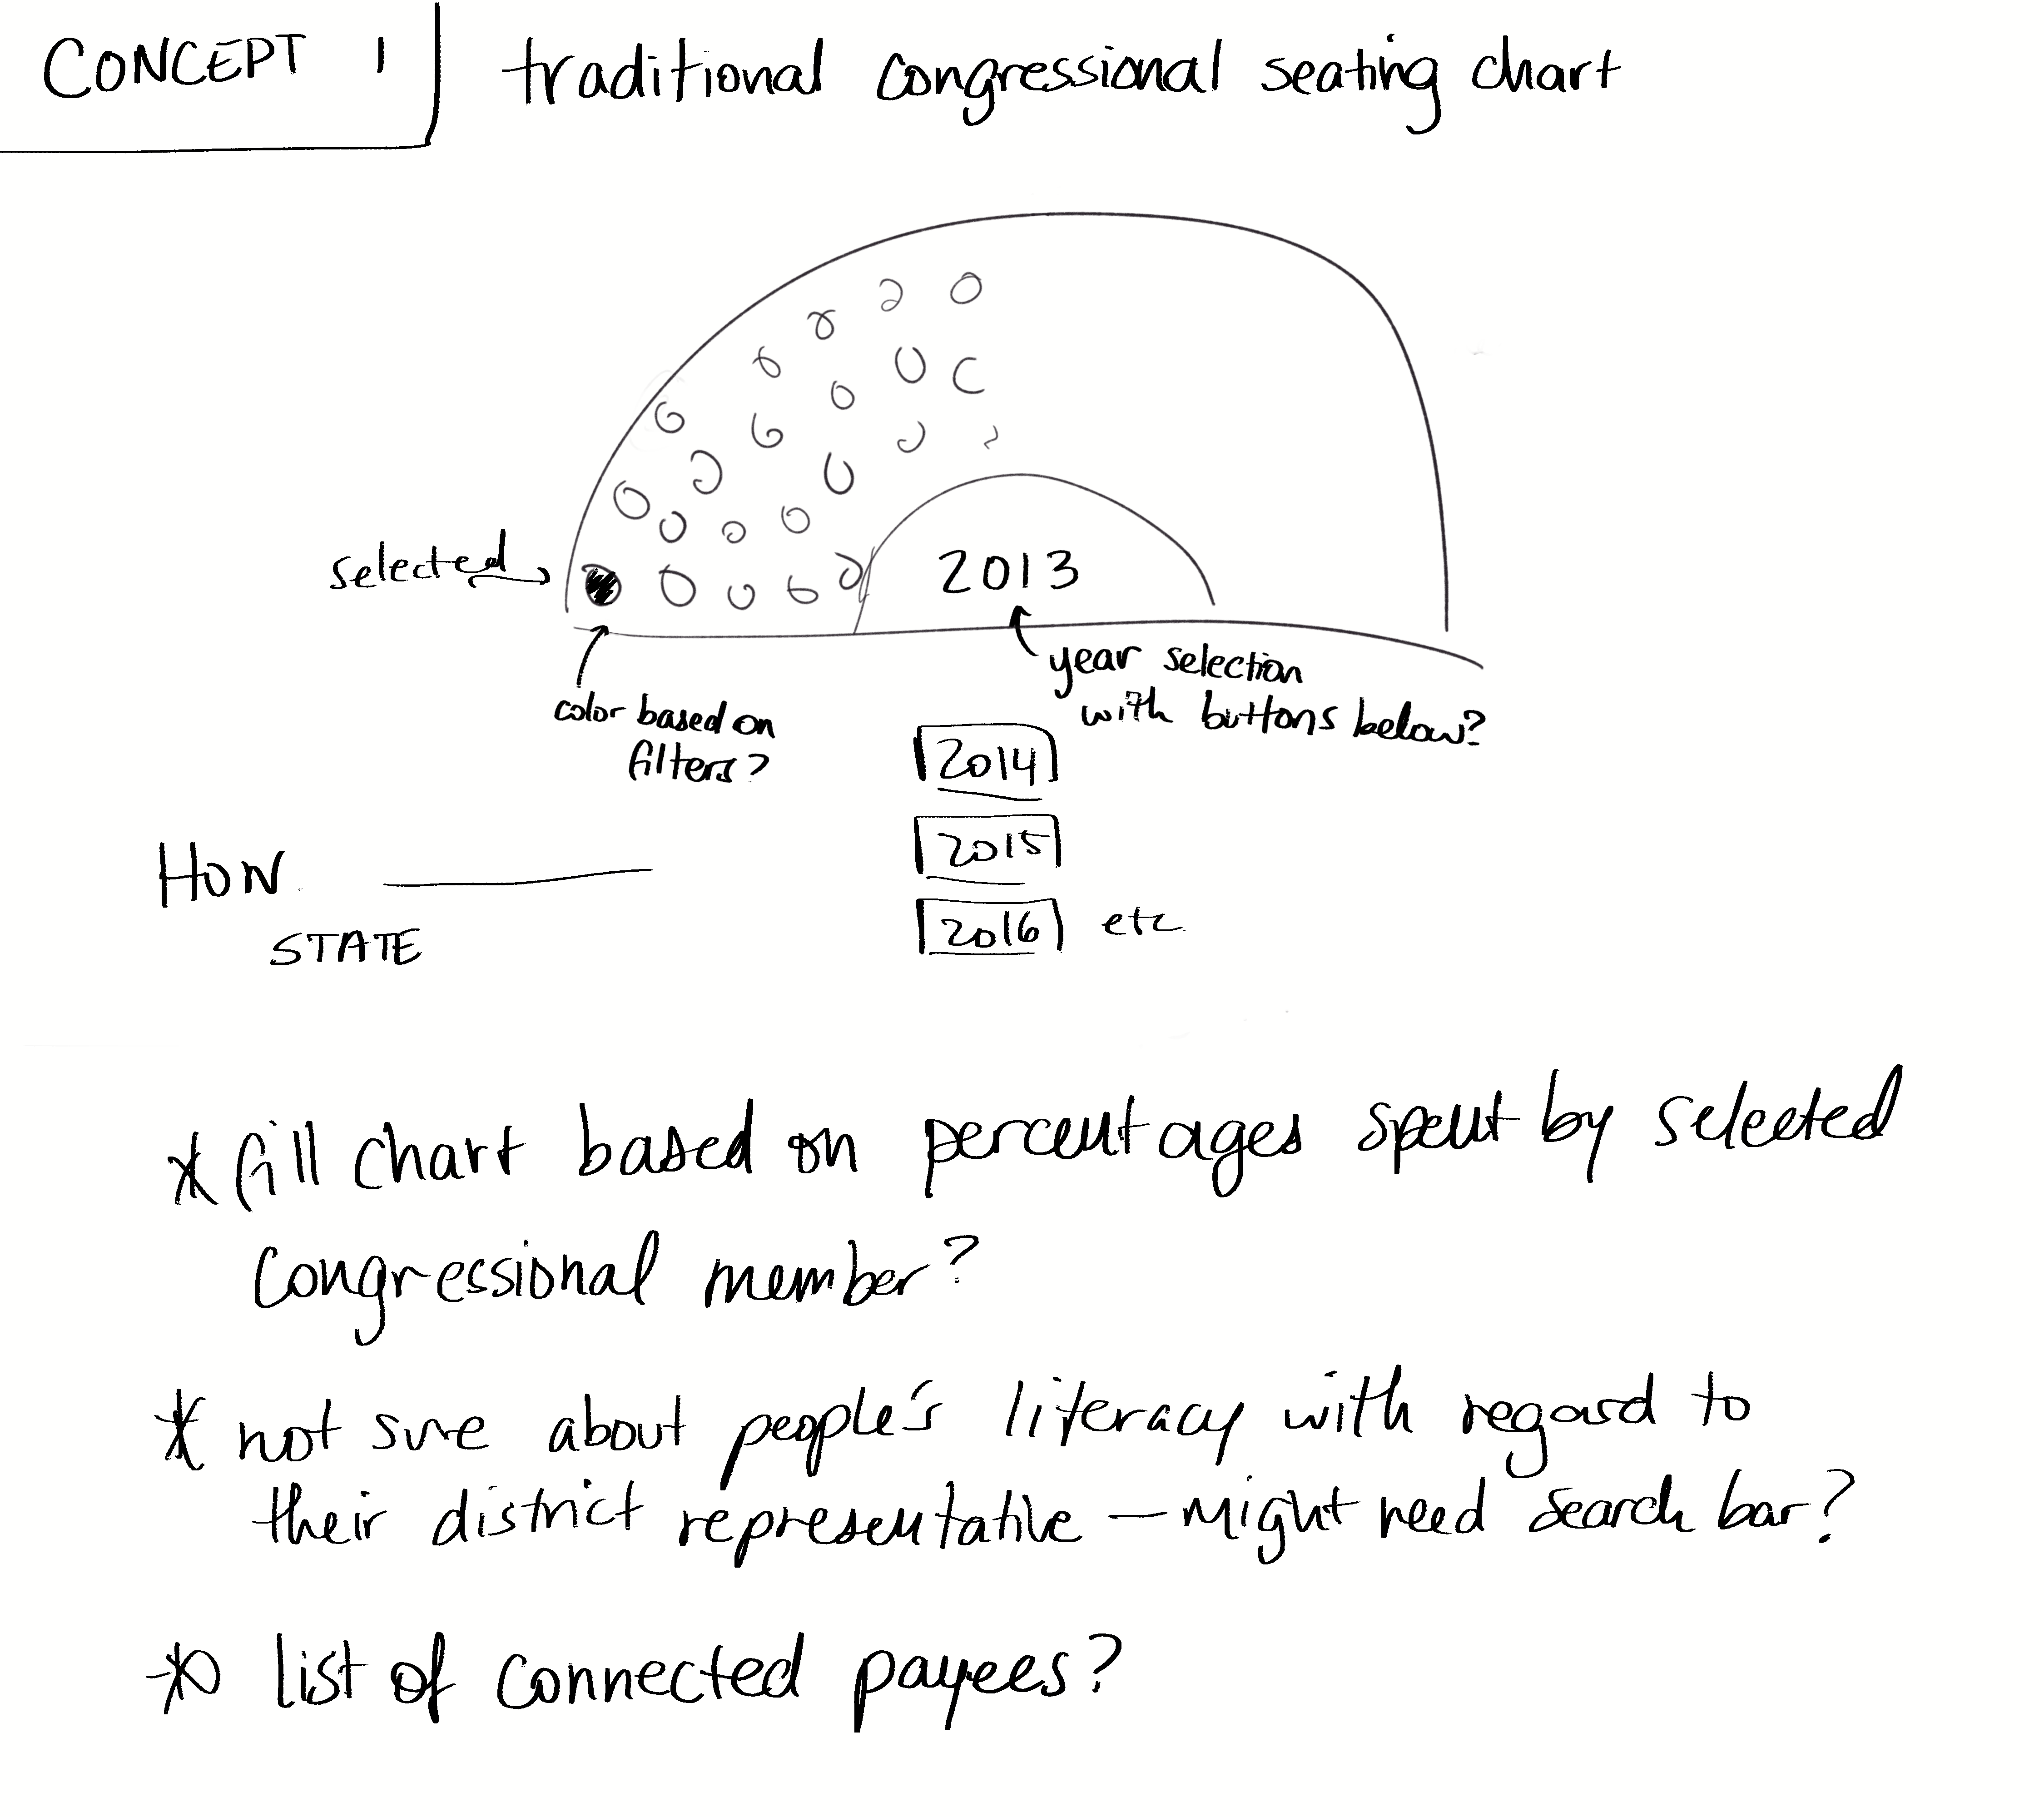 CONCEPT 1
traditional congressional seating chart
selected
2013
color based on
filters?
year selection
with buttons below?
2014
2015
2016 etc.
HON.
STATE
* fill chart based on percentages spent by selected
congressional member?
* not sure about people's literacy with regard to
their district representative - might need search bar?
* list of connected payees?